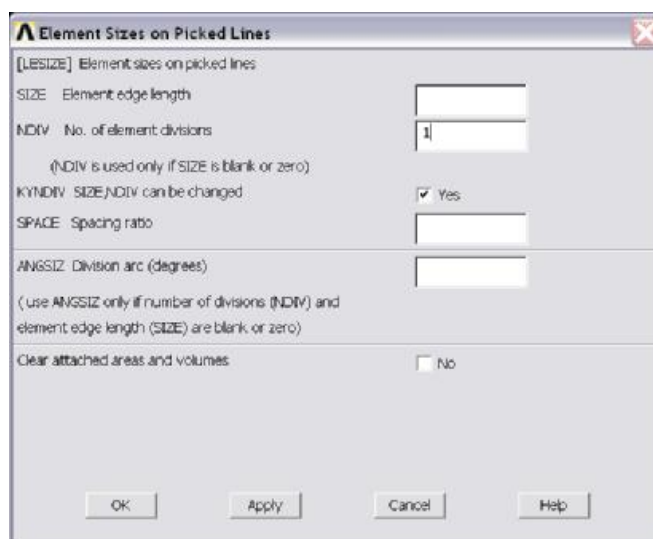 Element Sizes on Picked Lines
[LESIZE] Element sizes on picked lines
SIZE Element edge length
NDIV No. of element divisions 1
(NDIV is used only if SIZE is blank or zero)
KYNDIV SIZE,NDIV can be changed Yes
SPACE Spacing ratio
ANGSIZ Division arc (degrees)
( use ANGSIZ only if number of divisions (NDIV) and
element edge length (SIZE) are blank or zero)
Clear attached areas and volumes No
OK Apply Cancel Help